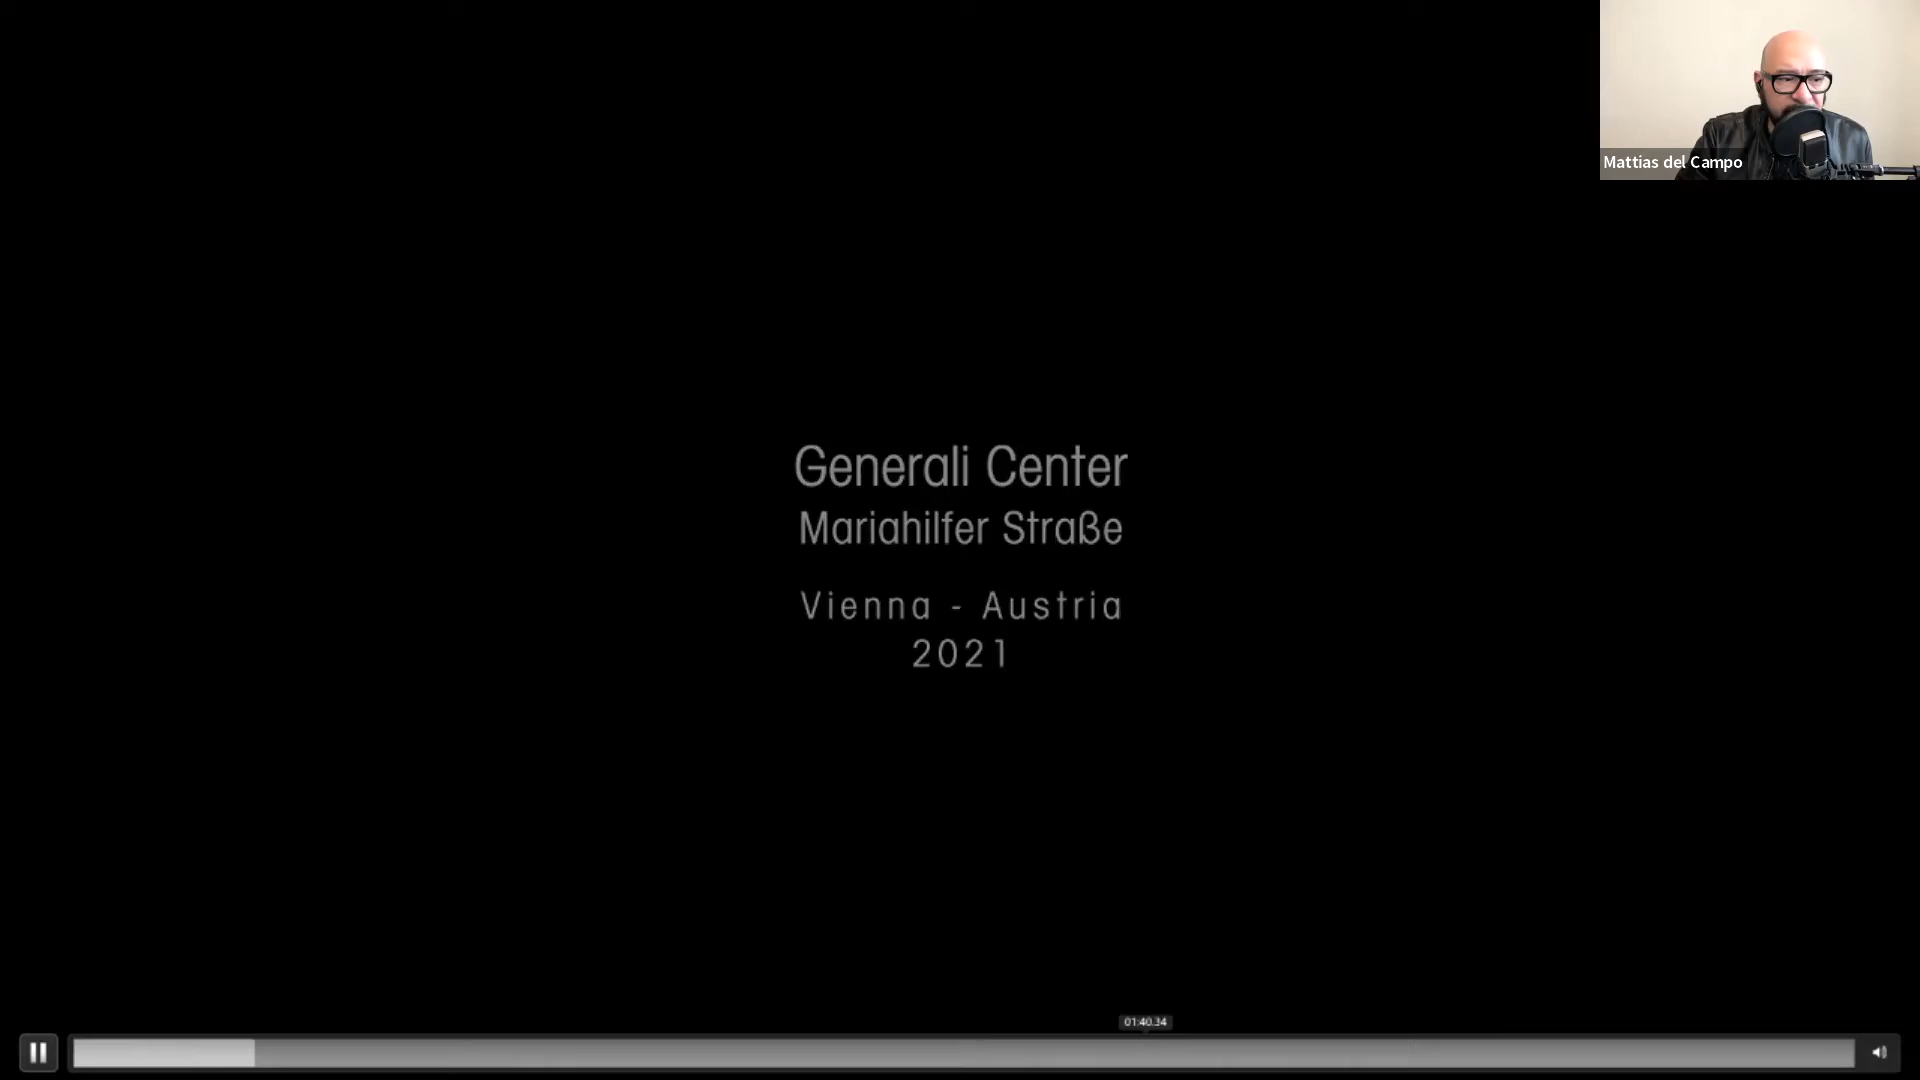 Mattias del Campo
Generali Center
Mariahilfer Straße
Vienna - Austria
2021
01:40.34